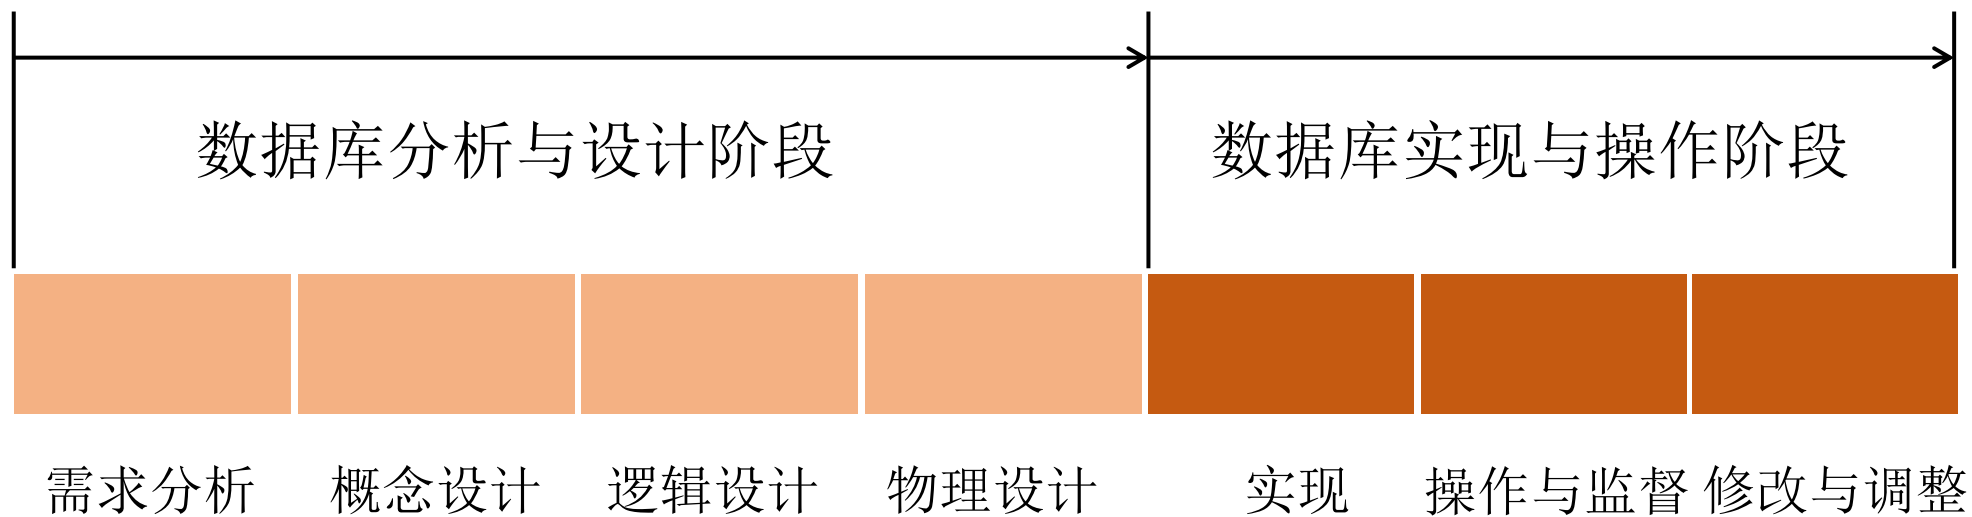 数据库分析与设计阶段
数据库实现与操作阶段
需求分析
概念设计
逻辑设计
物理设计
实现
操作与监督
修改与调整